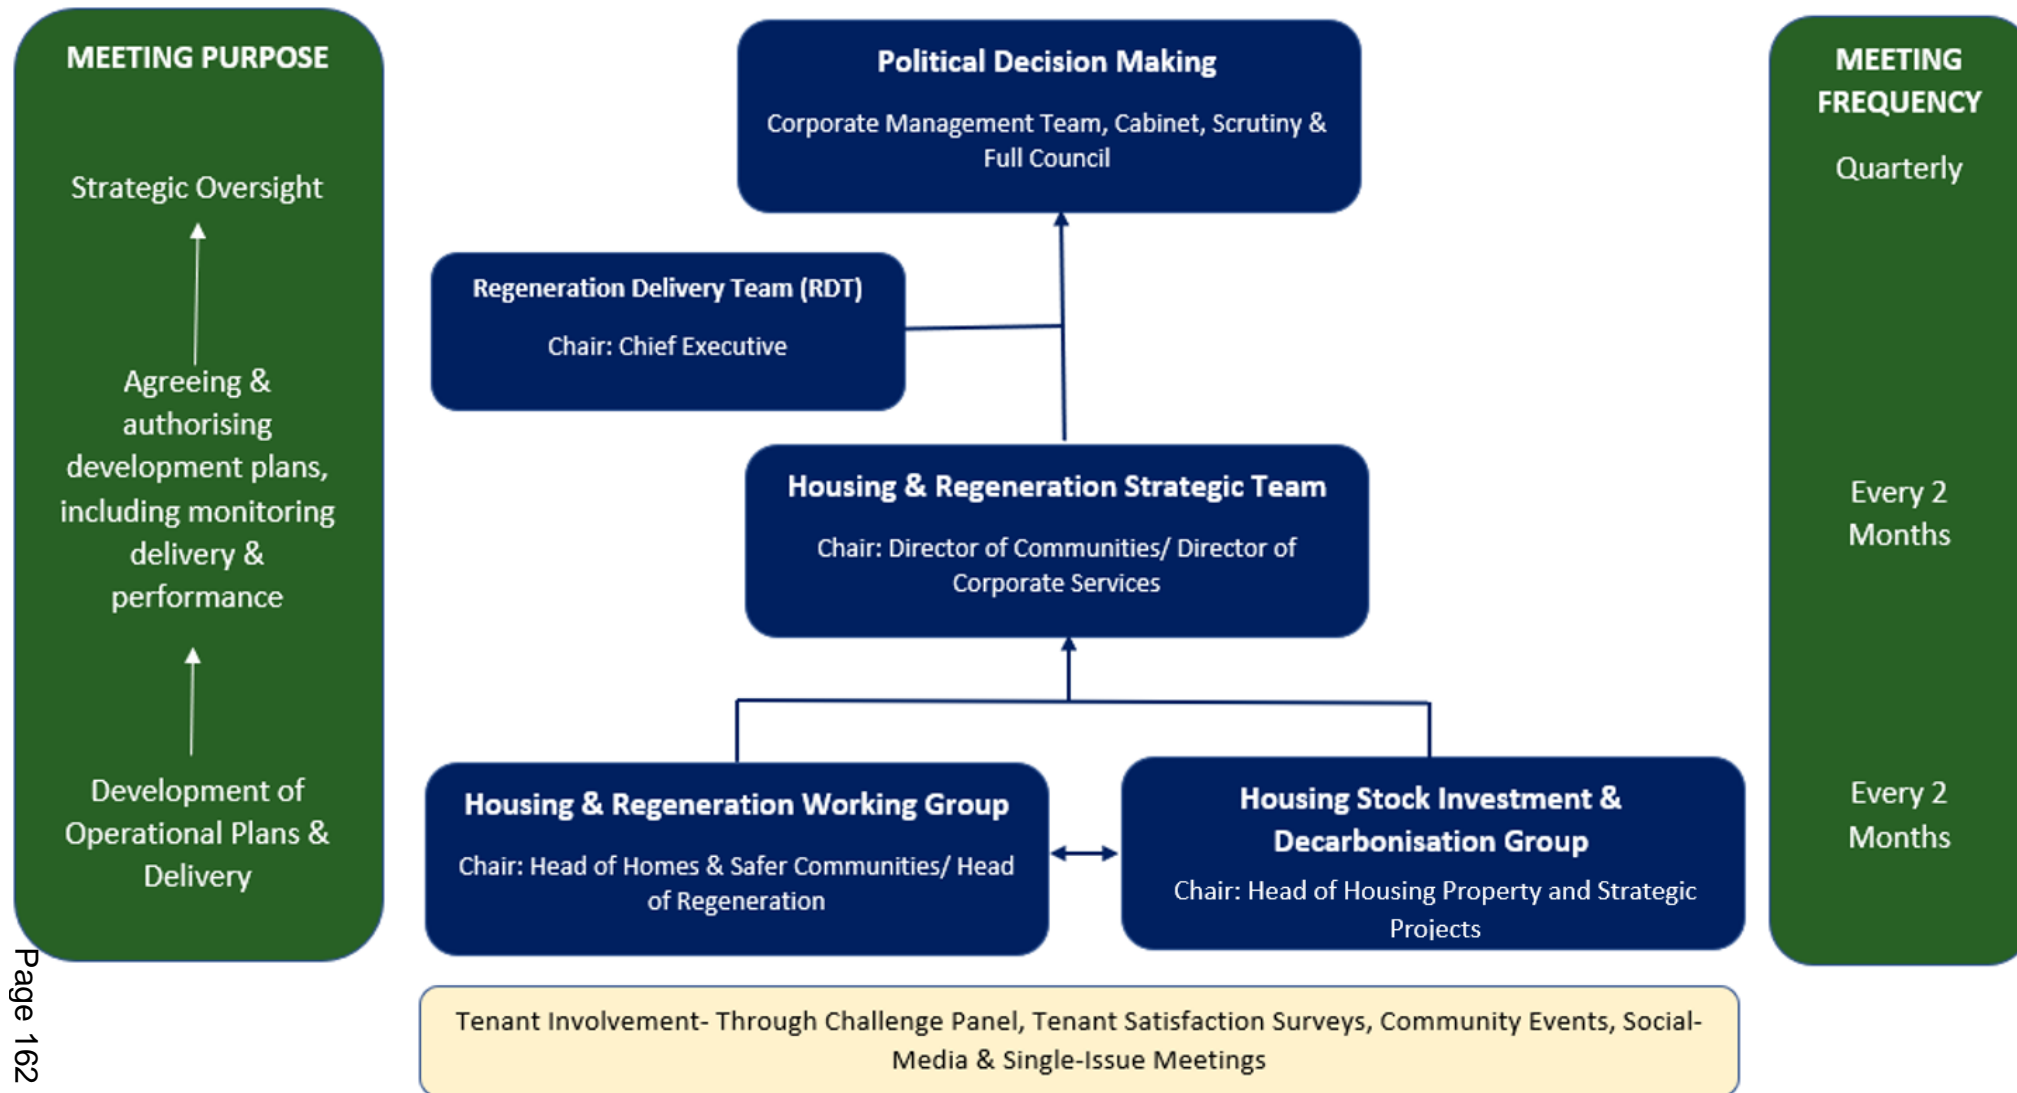 MEETING PURPOSE
Strategic Oversight
Agreeing &
authorising
development plans,
including monitoring
delivery &
performance
Development of
Operational Plans &
Delivery
Political Decision Making
Corporate Management Team, Cabinet, Scrutiny &
Full Council
Regeneration Delivery Team (RDT)
Chair: Chief Executive
Housing & Regeneration Strategic Team
Chair: Director of Communities/ Director of
Corporate Services
Housing & Regeneration Working Group
Chair: Head of Homes & Safer Communities/ Head
of Regeneration
Housing Stock Investment &
Decarbonisation Group
Chair: Head of Housing Property and Strategic
Projects
Tenant Involvement- Through Challenge Panel, Tenant Satisfaction Surveys, Community Events, Social-
Media & Single-Issue Meetings
MEETING
FREQUENCY
Quarterly
Every 2
Months
Every 2
Months
Page 162